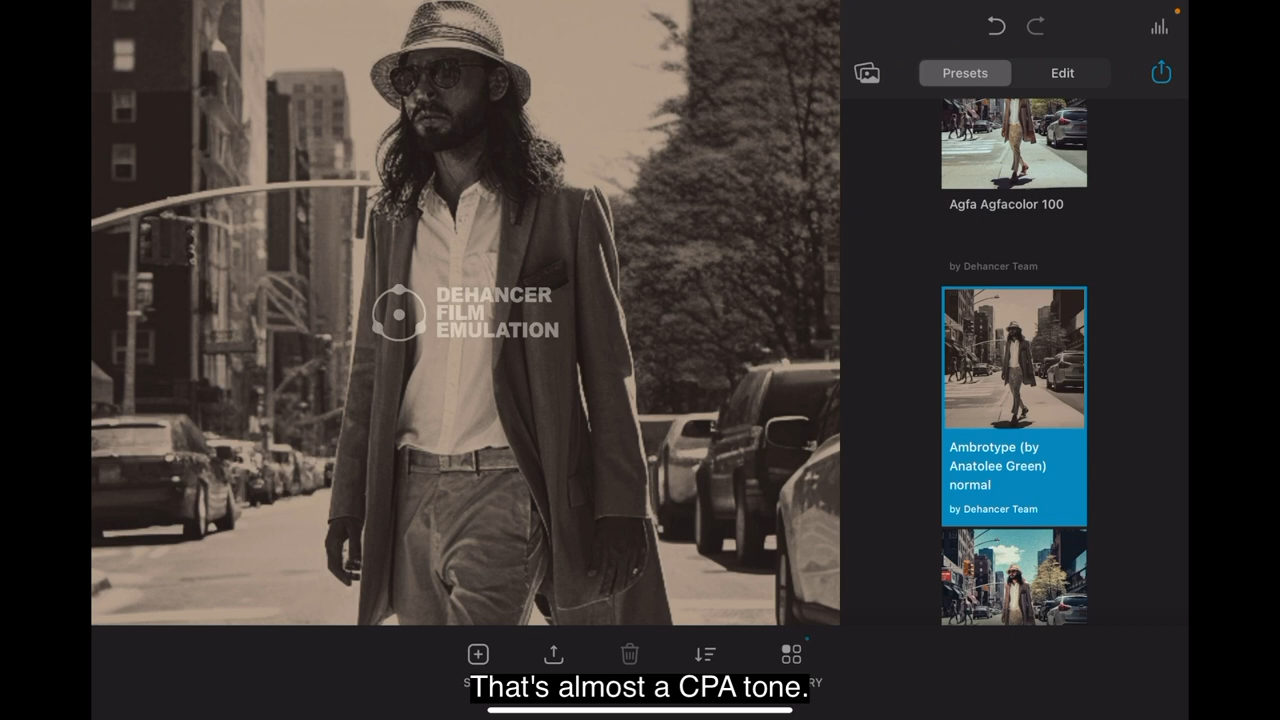 Presets
Edit
Agfa Agfacolor 100
by Dehancer Team
DEHANCER
FILM
EMULATION
Ambrotype (by
Anatolee Green)
normal
by Dehancer Team
That's almost a CPA tone.